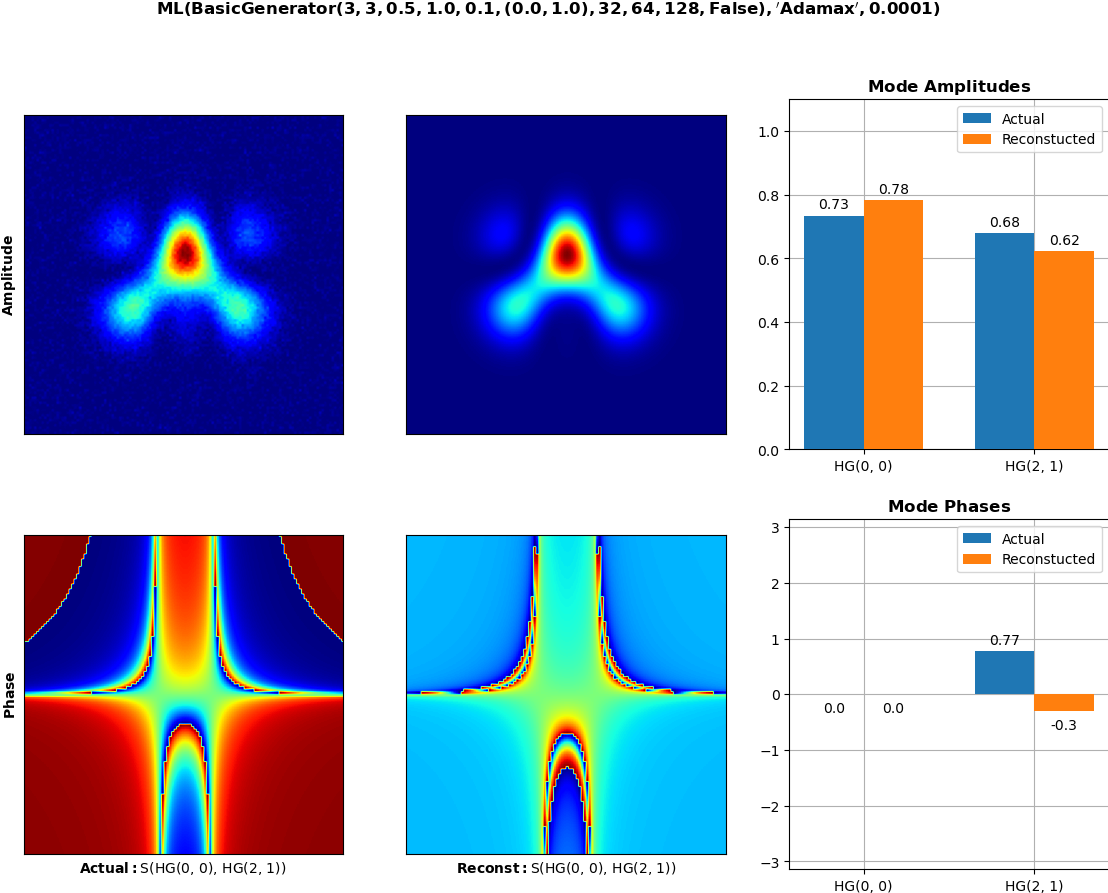 ML(BasicGenerator(3, 3, 0.5, 1.0, 0.1, (0.0, 1.0), 32, 64, 128, False), ′Adamax′, 0.0001)
Amplitude
Mode Amplitudes
Actual
Reconstucted
1.0
0.8
0.6
0.4
0.2
0.0
0.73
0.78
0.68
0.62
HG(0, 0)
HG(2, 1)
Phase
Actual:S(HG(0, 0), HG(2, 1))
Reconst:S(HG(0, 0), HG(2, 1))
Mode Phases
Actual
Reconstucted
3
2
1
0
−1
−2
−3
0.0
0.0
0.77
-0.3
HG(0, 0)
HG(2, 1)